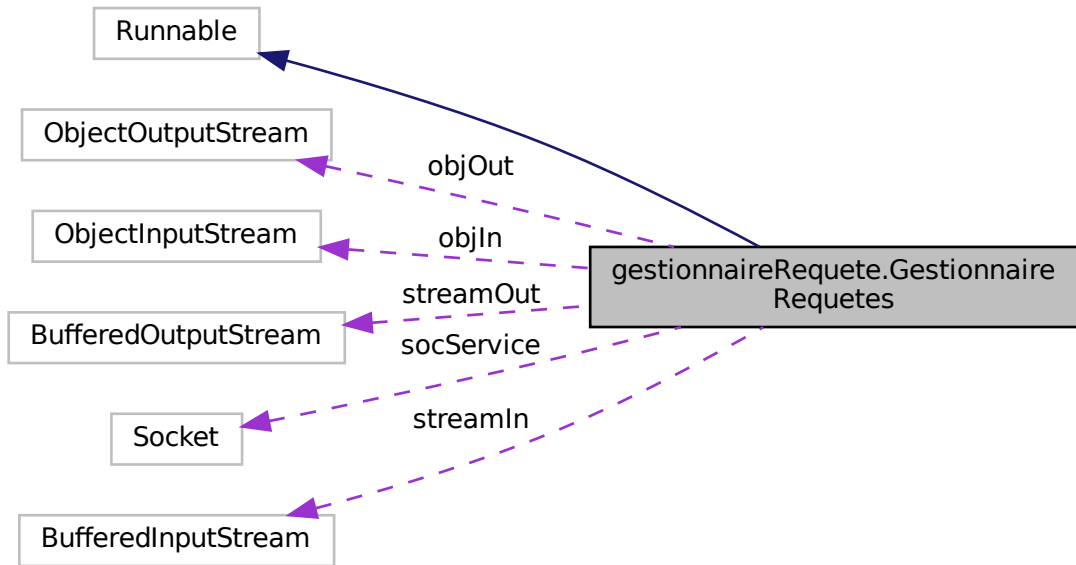 Runnable
ObjectOutputStream
objOut
ObjectInputStream
objIn
gestionnaireRequete.Gestionnaire
Requetes
streamOut
BufferedOutputStream
socService
Socket
streamIn
BufferedInputStream